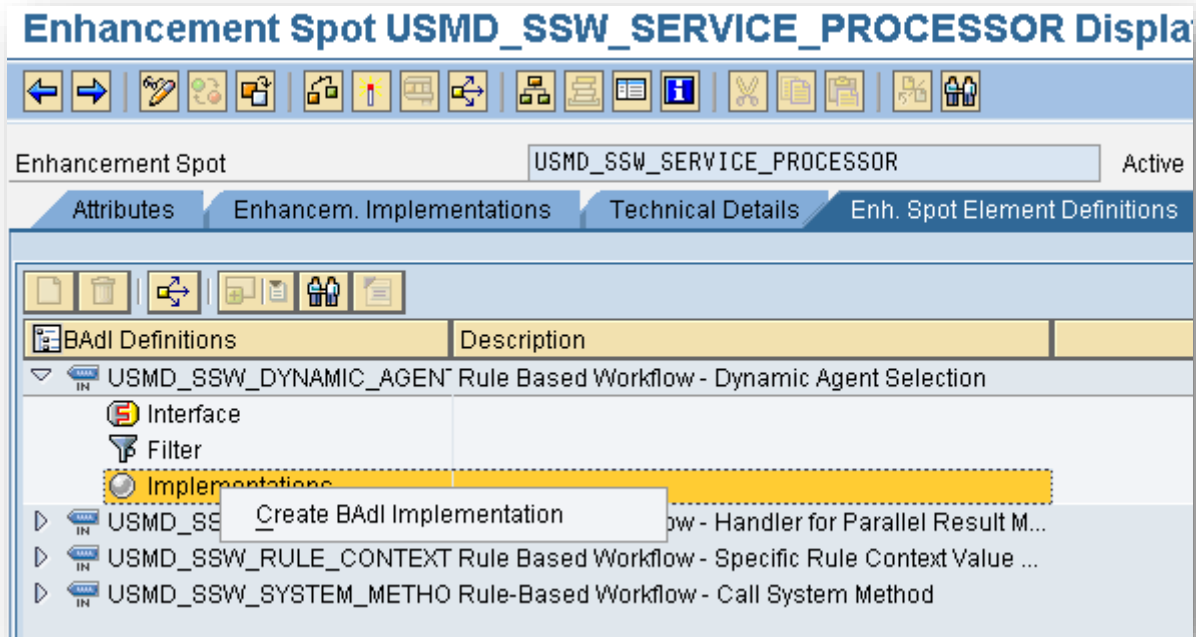 Enhancement Spot USMD_SSW_SERVICE_PROCESSOR Displa
Enhancement Spot USMD_SSW_SERVICE_PROCESSOR Active
Attributes Enhancem. Implementations Technical Details Enh. Spot Element Definitions
BAdI Definitions Description
USMD_SSW_DYNAMIC_AGENT Rule Based Workflow - Dynamic Agent Selection
Interface
Filter
Implementations
Create BAdI Implementation
USMD_SS ow - Handler for Parallel Result M...
USMD_SSW_RULE_CONTEXT Rule Based Workflow - Specific Rule Context Value ...
USMD_SSW_SYSTEM_METHO Rule-Based Workflow - Call System Method